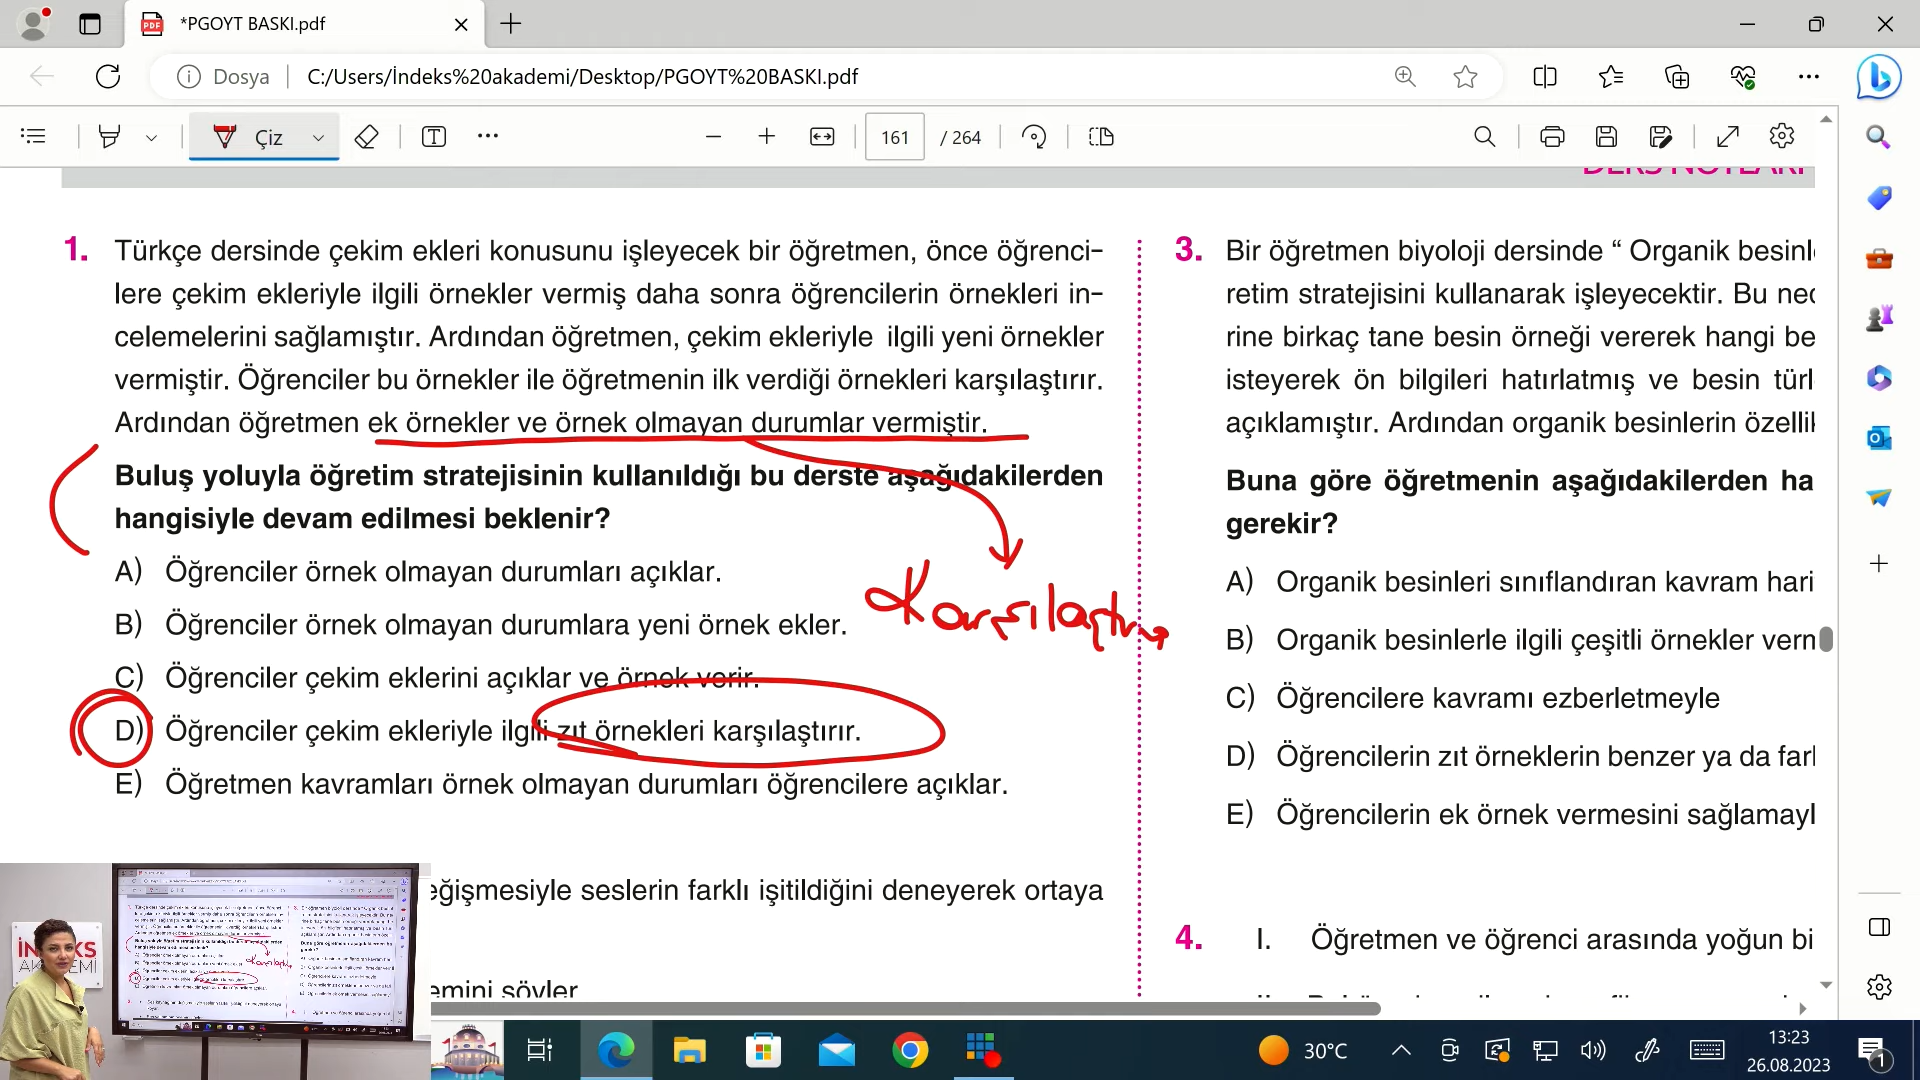 *PGOYT BASKI.pdf
Dosya
C:/Users/İndeks%20akademi/Desktop/PGOYT%20BASKI.pdf
Çiz
161 / 264
DERS NOTLARI
1. Türkçe dersinde çekim ekleri konusunu işleyecek bir öğretmen, önce öğrenci-
lere çekim ekleriyle ilgili örnekler vermiş daha sonra öğrencilerin örnekleri in-
celemelerini sağlamıştır. Ardından öğretmen, çekim ekleriyle ilgili yeni örnekler
vermiştir. Öğrenciler bu örnekler ile öğretmenin ilk verdiği örnekleri karşılaştırır.
Ardından öğretmen ek örnekler ve örnek olmayan durumlar vermiştir.
Buluş yoluyla öğretim stratejisinin kullanıldığı bu derste aşağıdakilerden
hangisiyle devam edilmesi beklenir?
A) Öğrenciler örnek olmayan durumları açıklar.
B) Öğrenciler örnek olmayan durumlara yeni örnek ekler.
C) Öğrenciler çekim eklerini açıklar ve örnek verir.
D) Öğrenciler çekim ekleriyle ilgili zıt örnekleri karşılaştırır.
E) Öğretmen kavramları örnek olmayan durumları öğrencilere açıklar.
Karşılaştır
eğişmesiyle seslerin farklı işitildiğini deneyerek ortaya
emini söyler
3. Bir öğretmen biyoloji dersinde “ Organik besinl
retim stratejisini kullanarak işleyecektir. Bu ned
rine birkaç tane besin örneği vererek hangi be
isteyerek ön bilgileri hatırlatmış ve besin türl
açıklamıştır. Ardından organik besinlerin özellik
Buna göre öğretmenin aşağıdakilerden ha
gerekir?
A) Organik besinleri sınıflandıran kavram hari
B) Organik besinlerle ilgili çeşitli örnekler verm
C) Öğrencilere kavramı ezberletmeyle
D) Öğrencilerin zıt örneklerin benzer ya da farl
E) Öğrencilerin ek örnek vermesini sağlamayl
4. I. Öğretmen ve öğrenci arasında yoğun bi
İNDEKS
AKADEMİ
30°C
13:23
26.08.2023
1